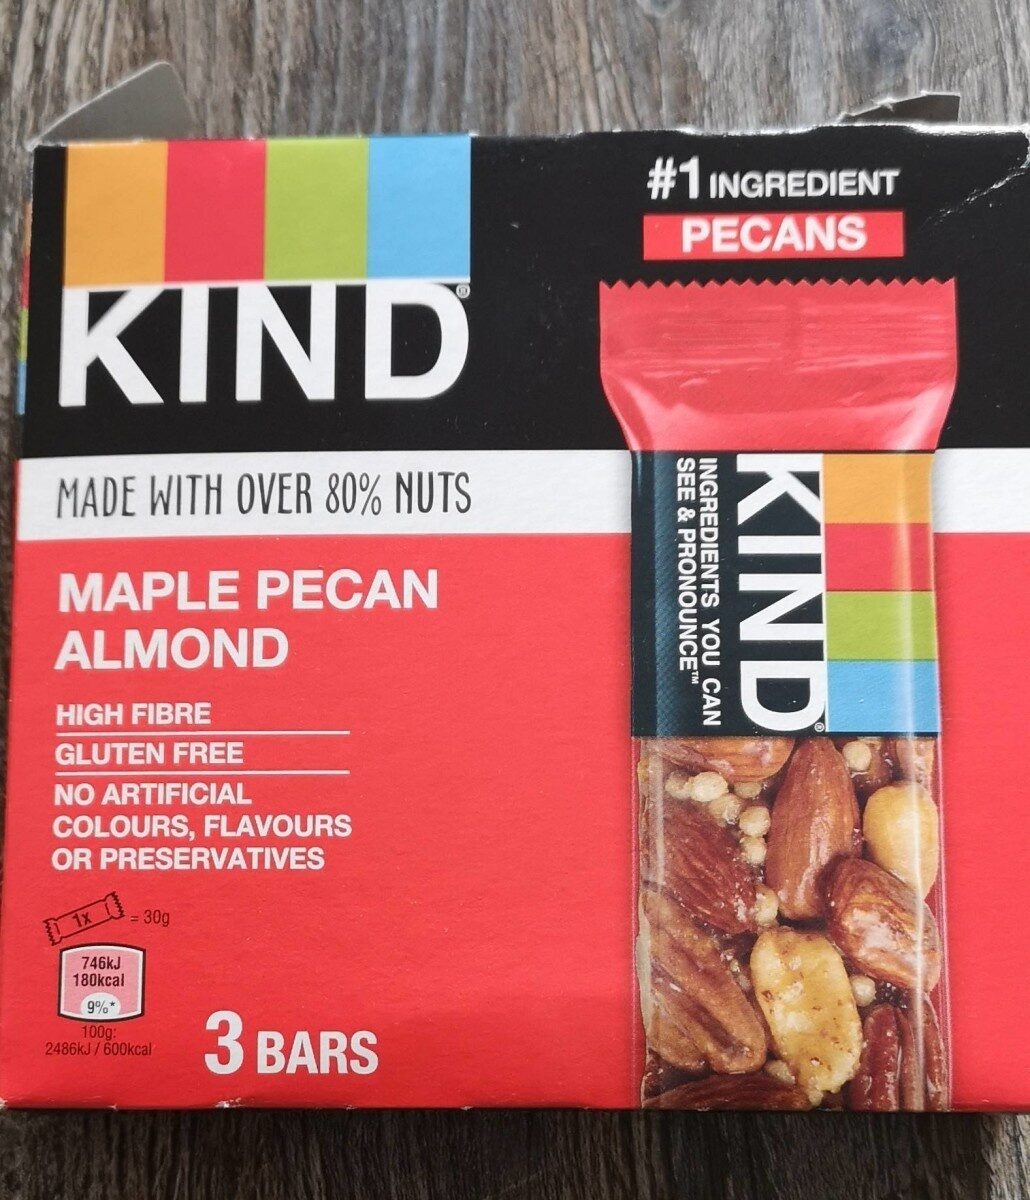 #1 INGREDIENT
PECANS
KIND®
MADE WITH OVER 80% NUTS
MAPLE PECAN
ALMOND
HIGH FIBRE
GLUTEN FREE
NO ARTIFICIAL
COLOURS, FLAVOURS
OR PRESERVATIVES
1x = 30g
746kJ
180kcal
9%*
100g:
2486kJ / 600kcal
3 BARS
KIND®
INGREDIENTS YOU CAN
SEE & PRONOUNCE™